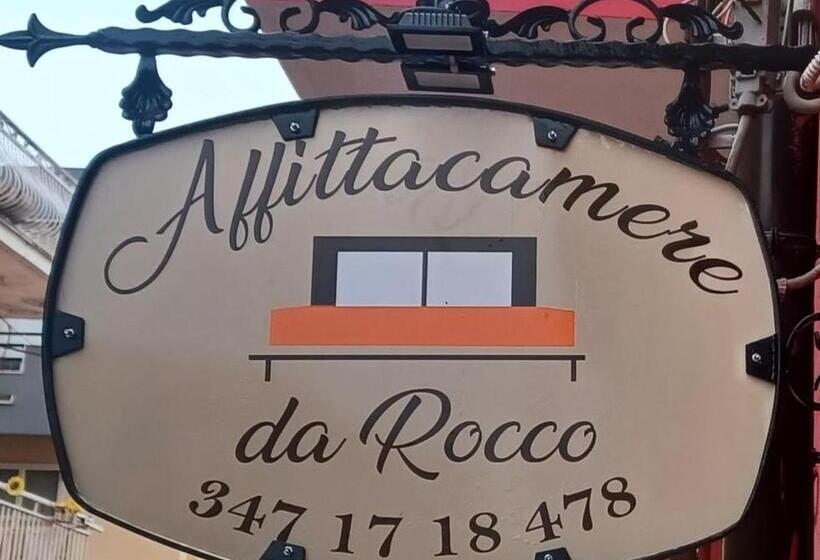 Affittacamere
da Rocco
347 17 18 478